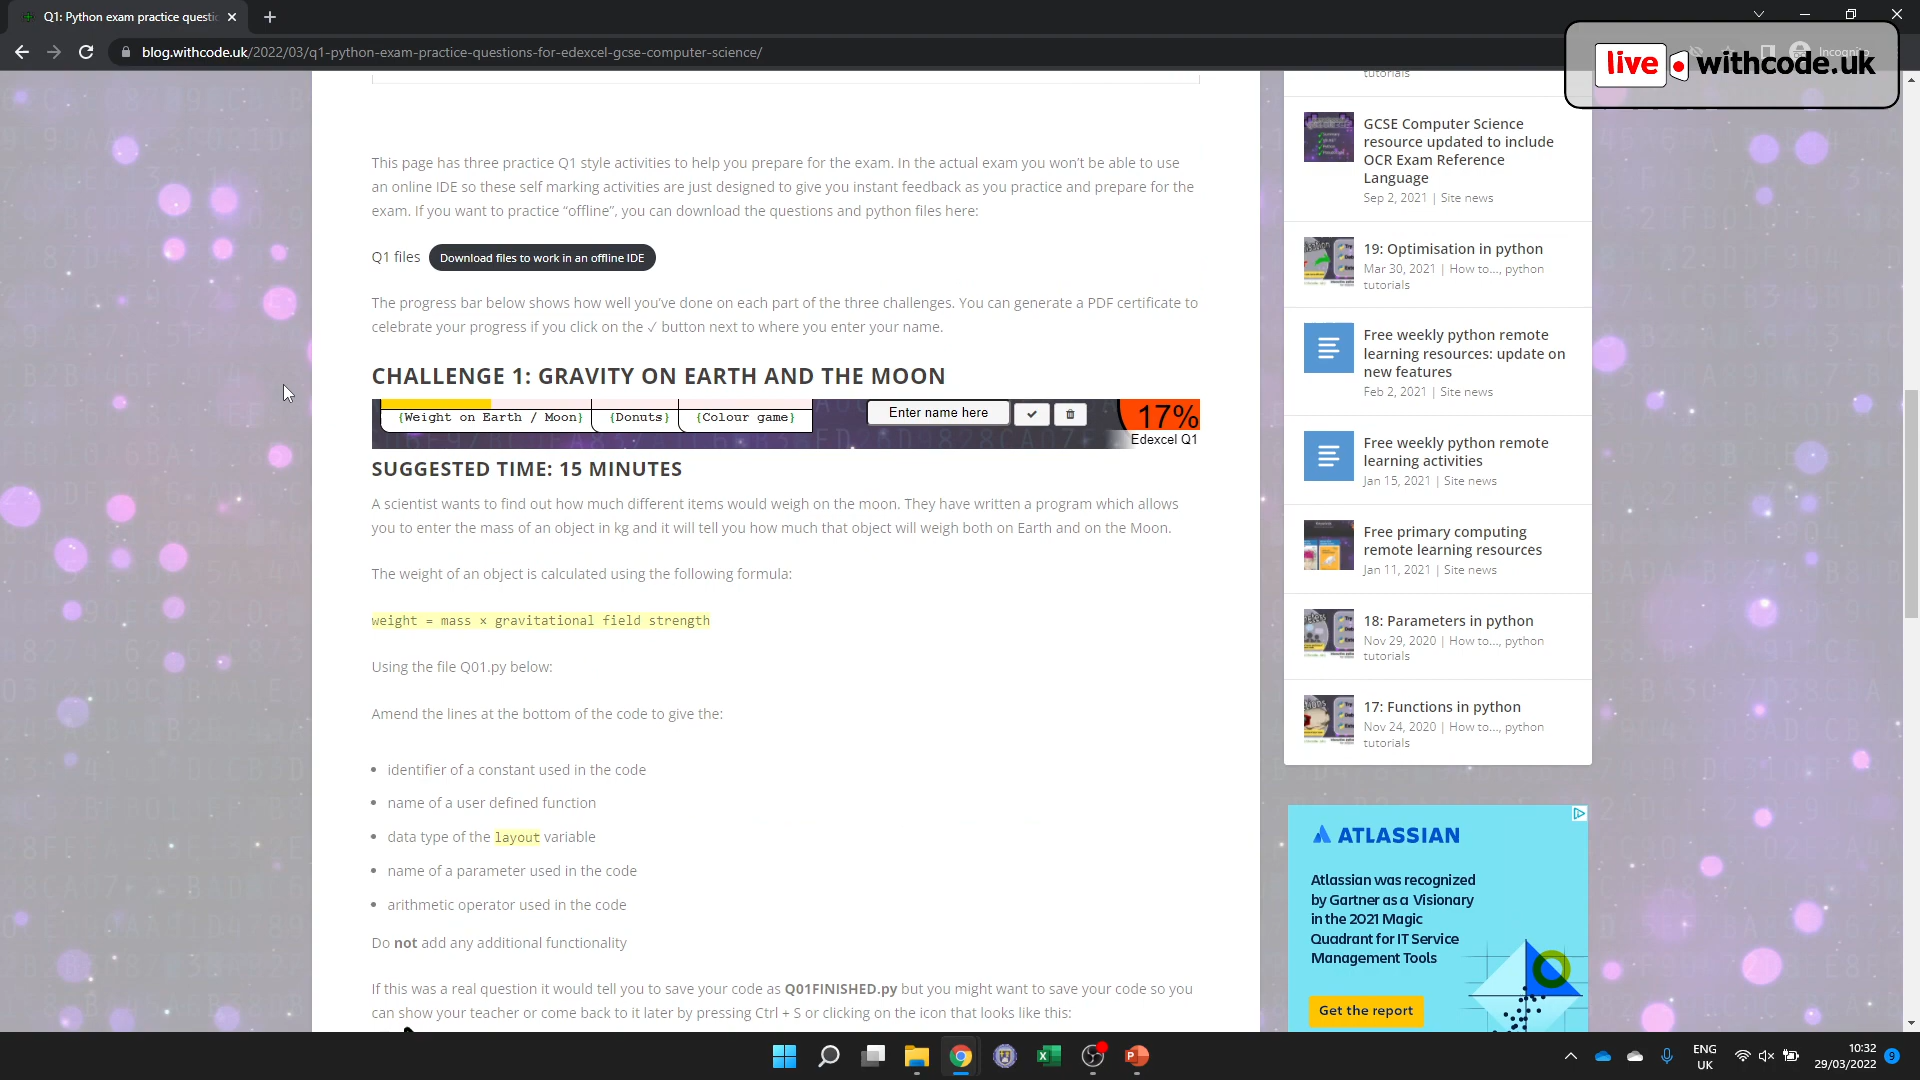 Q1: Python exam practice questi
blog.withcode.uk/2022/03/q1-python-exam-practice-questions-for-edexcel-gcse-computer-science/
Incognito
live withcode.uk
This page has three practice Q1 style activities to help you prepare for the exam. In the actual exam you won't be able to use
an online IDE so these self marking activities are just designed to give you instant feedback as you practice and prepare for the
exam. If you want to practice “offline”, you can download the questions and python files here:
Q1 files Download files to work in an offline IDE
The progress bar below shows how well you've done on each part of the three challenges. You can generate a PDF certificate to
celebrate your progress if you click on the ✓ button next to where you enter your name.
CHALLENGE 1: GRAVITY ON EARTH AND THE MOON
{Weight on Earth / Moon} {Donuts} {Colour game} Enter name here 17%
Edexcel Q1
SUGGESTED TIME: 15 MINUTES
A scientist wants to find out how much different items would weigh on the moon. They have written a program which allows
you to enter the mass of an object in kg and it will tell you how much that object will weigh both on Earth and on the Moon.
The weight of an object is calculated using the following formula:
weight = mass × gravitational field strength
Using the file Q01.py below:
Amend the lines at the bottom of the code to give the:
• identifier of a constant used in the code
• name of a user defined function
• data type of the layout variable
• name of a parameter used in the code
• arithmetic operator used in the code
Do not add any additional functionality
If this was a real question it would tell you to save your code as Q01FINISHED.py but you might want to save your code so you
can show your teacher or come back to it later by pressing Ctrl + S or clicking on the icon that looks like this:
tutorials
GCSE Computer Science
resource updated to include
OCR Exam Reference
Language
Sep 2, 2021 | Site news
19: Optimisation in python
Mar 30, 2021 | How to..., python
tutorials
Free weekly python remote
learning resources: update on
new features
Feb 2, 2021 | Site news
Free weekly python remote
learning activities
Jan 15, 2021 | Site news
Free primary computing
remote learning resources
Jan 11, 2021 | Site news
18: Parameters in python
Nov 29, 2020 | How to..., python
tutorials
17: Functions in python
Nov 24, 2020 | How to..., python
tutorials
ATLASSIAN
Atlassian was recognized
by Gartner as a Visionary
in the 2021 Magic
Quadrant for IT Service
Management Tools
Get the report
ENG
UK
10:32
29/03/2022
9